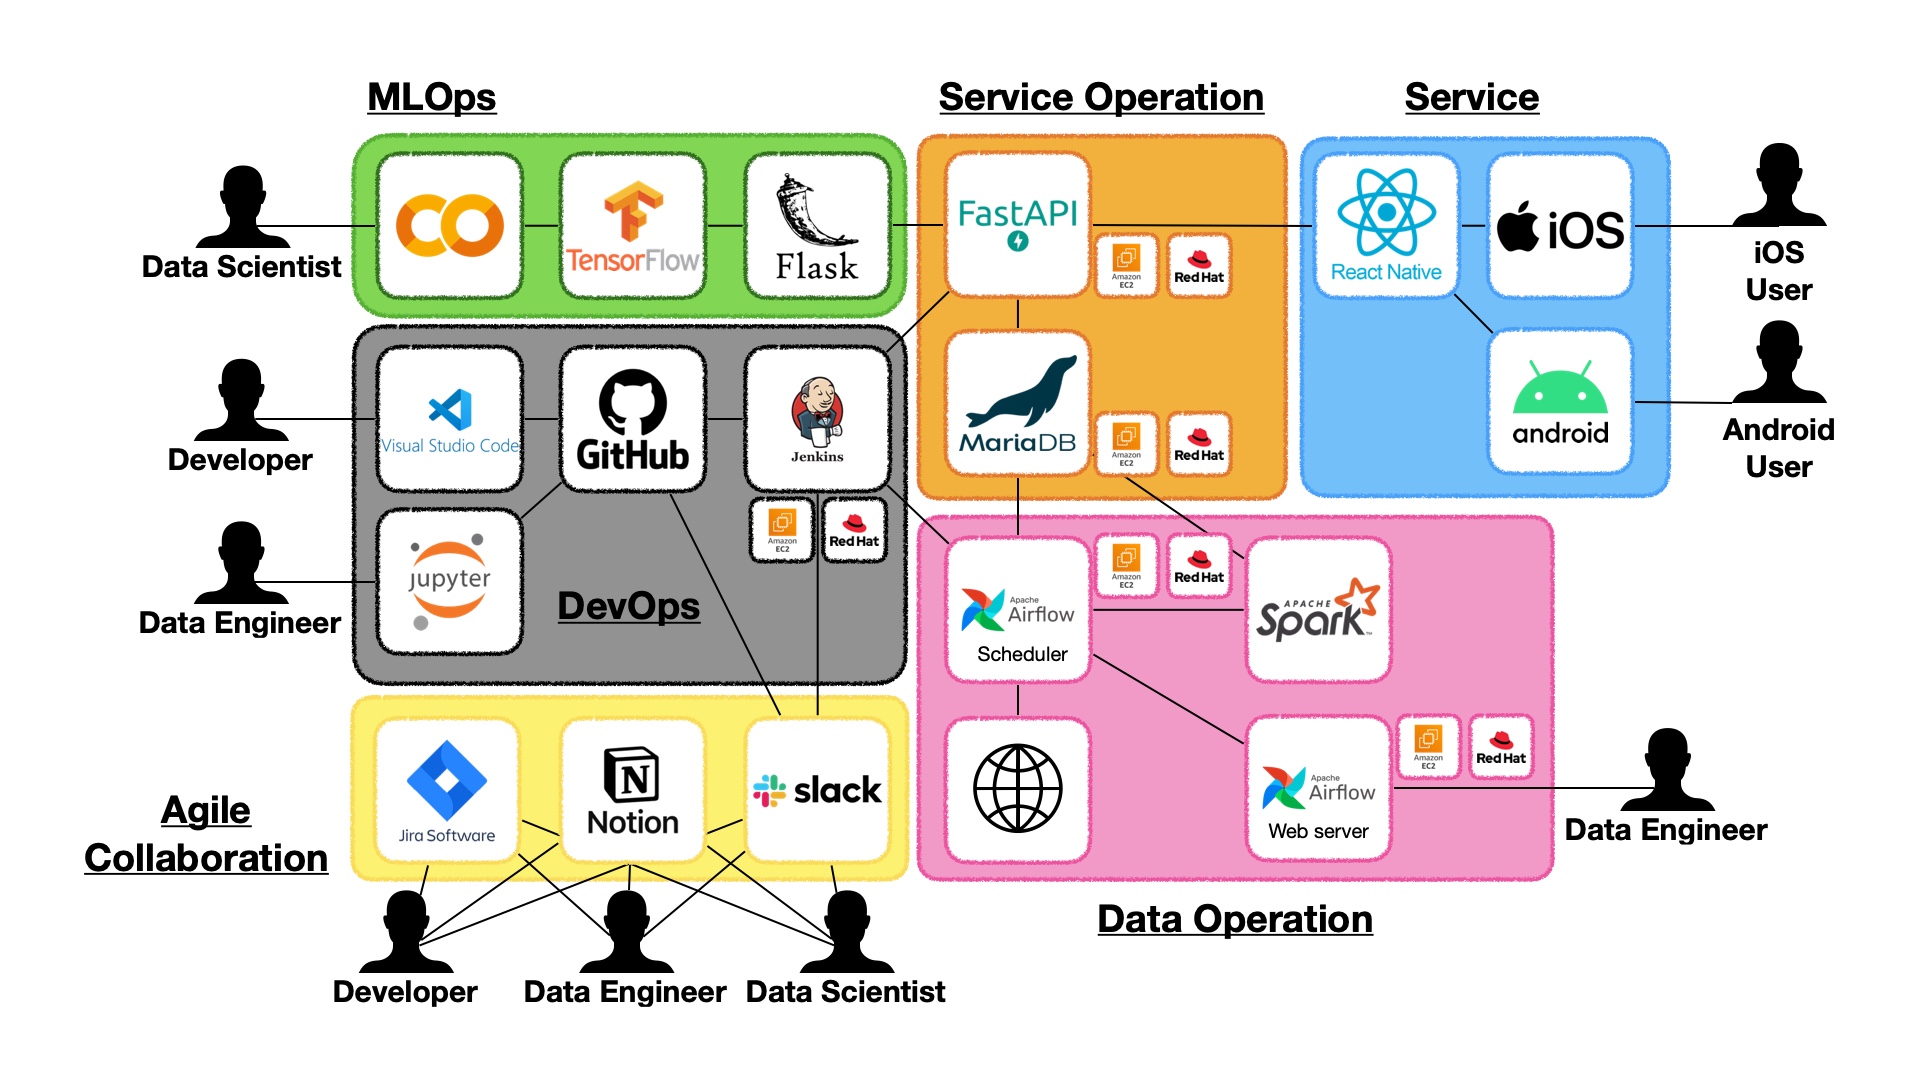 MLOps
Service Operation
Service
Data Scientist
TensorFlow
Flask
FastAPI
Amazon
EC2
Red Hat
React Native
iOS
iOS
User
Developer
Visual Studio Code
GitHub
Jenkins
Amazon
EC2
Red Hat
MariaDB
Amazon
EC2
Red Hat
android
Android
User
Data Engineer
jupyter
DevOps
Apache
Airflow
Scheduler
Amazon
EC2
Red Hat
APACHE
Spark
TM
Agile
Collaboration
Jira Software
N
Notion
slack
Apache
Airflow
Web server
Amazon
EC2
Red Hat
Data Engineer
Data Operation
Developer
Data Engineer
Data Scientist